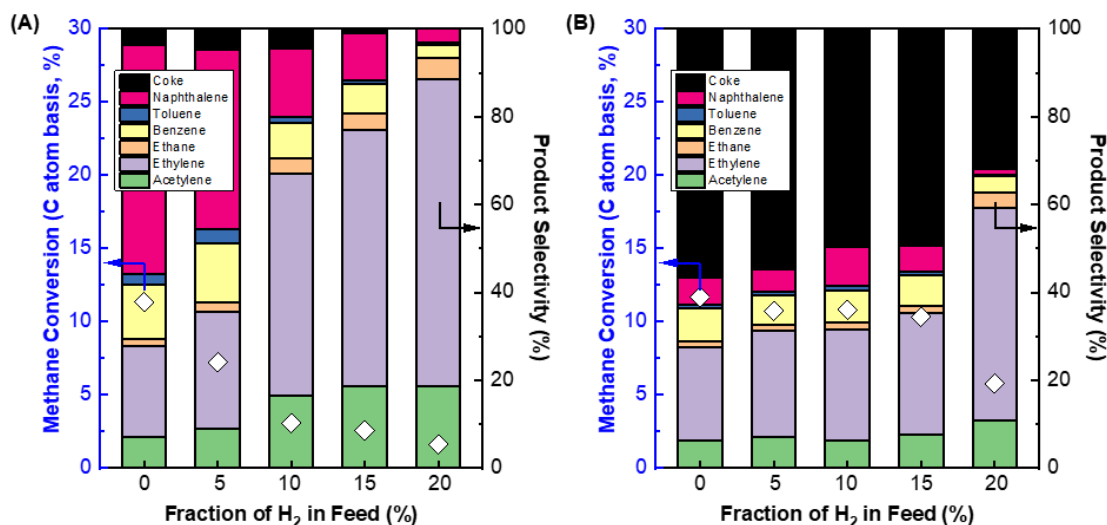 (A)
Methane Conversion (C atom basis, %)
30
25
20
15
10
5
0
Coke
Naphthalene
Toluene
Benzene
Ethane
Ethylene
Acetylene
100
80
60
40
20
0
Product Selectivity (%)
0 5 10 15 20
Fraction of H₂ in Feed (%)
(B)
Methane Conversion (C atom basis, %)
30
25
20
15
10
5
0
Coke
Naphthalene
Toluene
Benzene
Ethane
Ethylene
Acetylene
100
80
60
40
20
0
Product Selectivity (%)
0 5 10 15 20
Fraction of H₂ in Feed (%)